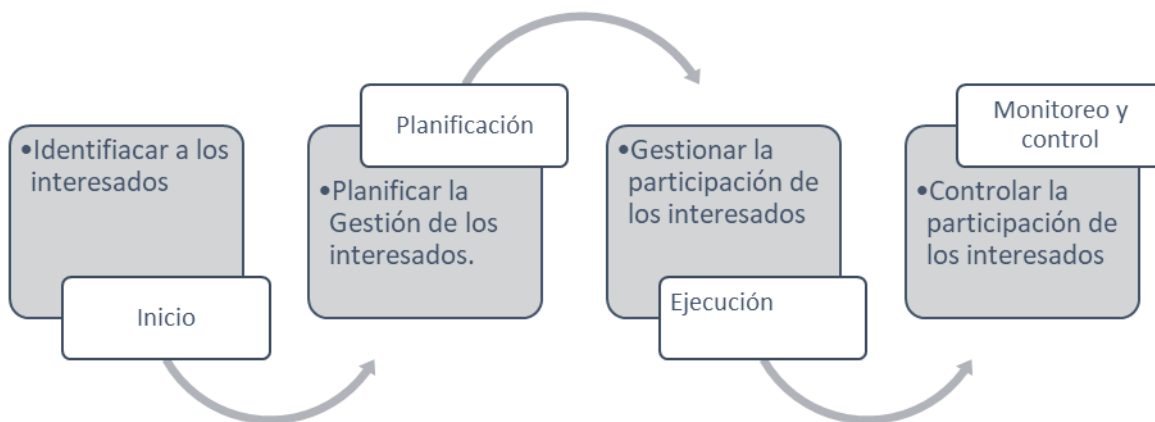 •Identifiacar a los
interesados
Inicio
Planificación
•Planificar la
Gestión de los
interesados.
•Gestionar la
participación de
los interesados
Ejecución
Monitoreo y
control
•Controlar la
participación de
los interesados